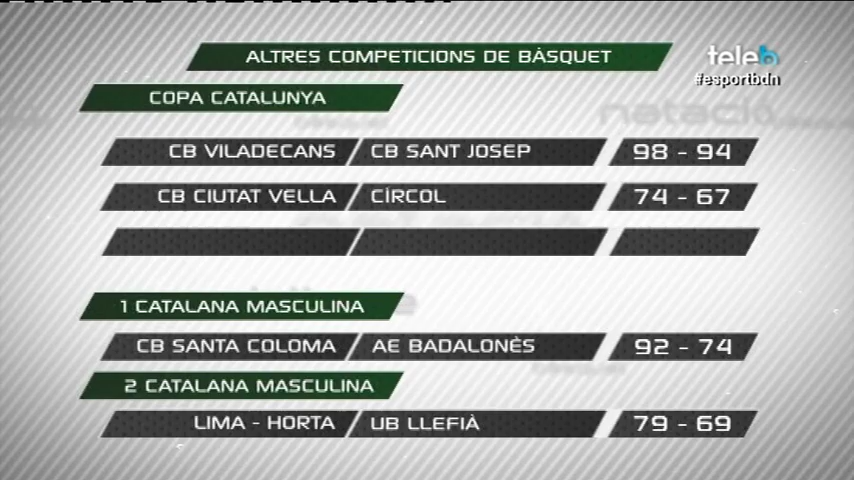 ALTRES COMPETICIONS DE BÀSQUET
teleb
#esportbdn
COPA CATALUNYA
natació
CB VILADECANS CB SANT JOSEP 98 - 94
CB CIUTAT VELLA CÍRCOL 74 - 67
1 CATALANA MASCULINA
CB SANTA COLOMA AE BADALONÈS 92 - 74
2 CATALANA MASCULINA
LIMA - HORTA UB LLEFIÀ 79 - 69